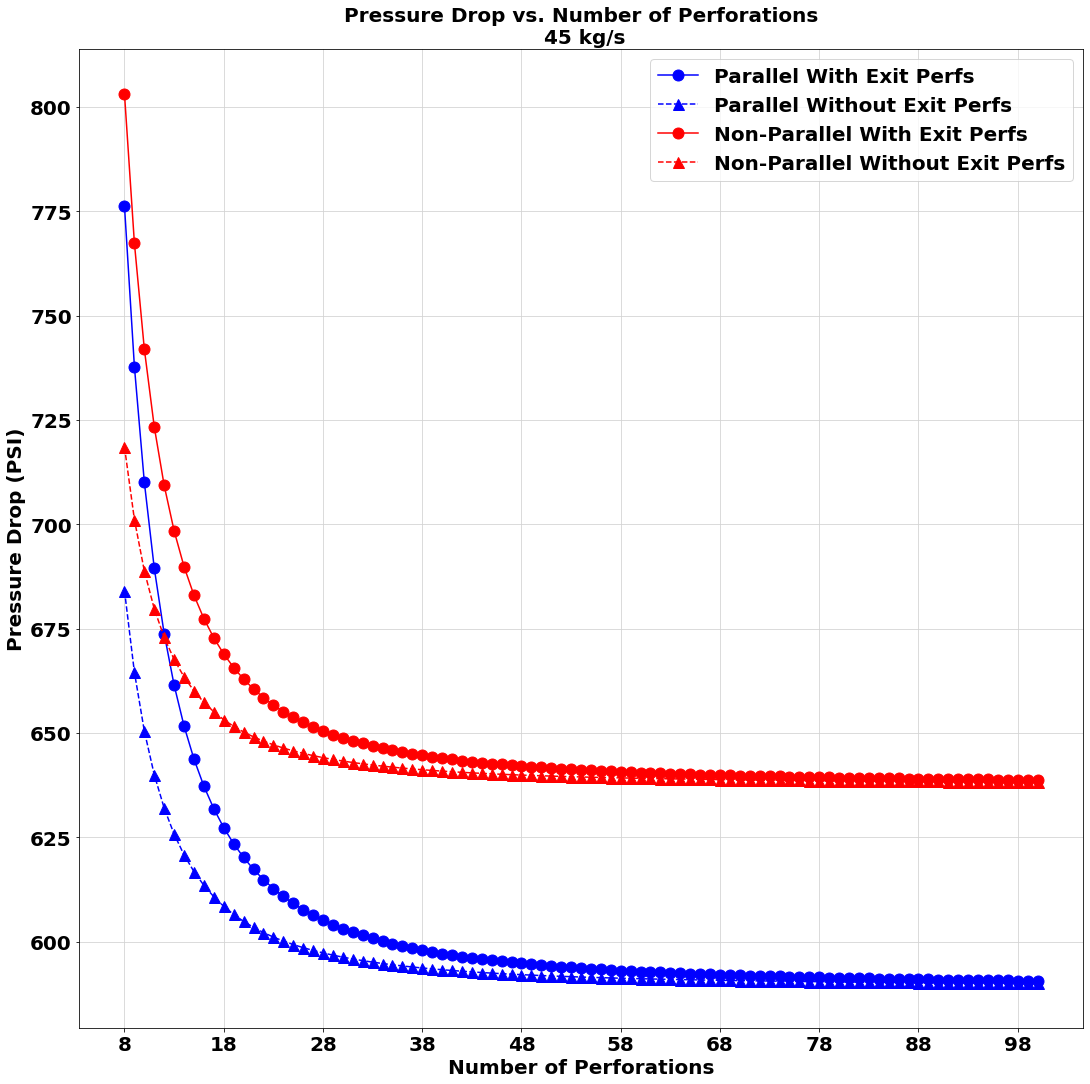 Pressure Drop vs. Number of Perforations
45 kg/s
Parallel With Exit Perfs
Parallel Without Exit Perfs
Non-Parallel With Exit Perfs
Non-Parallel Without Exit Perfs
Pressure Drop (PSI)
800
775
750
725
700
675
650
625
600
8 18 28 38 48 58 68 78 88 98
Number of Perforations